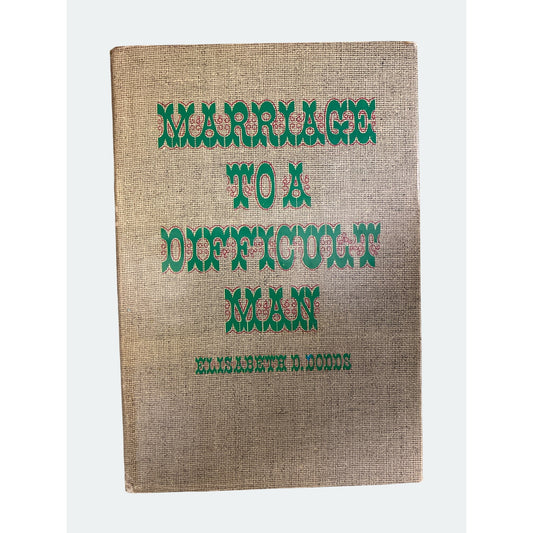 MARRIAGE
TO A
DIFFICULT
MAN
ELISABETH D. DODDS